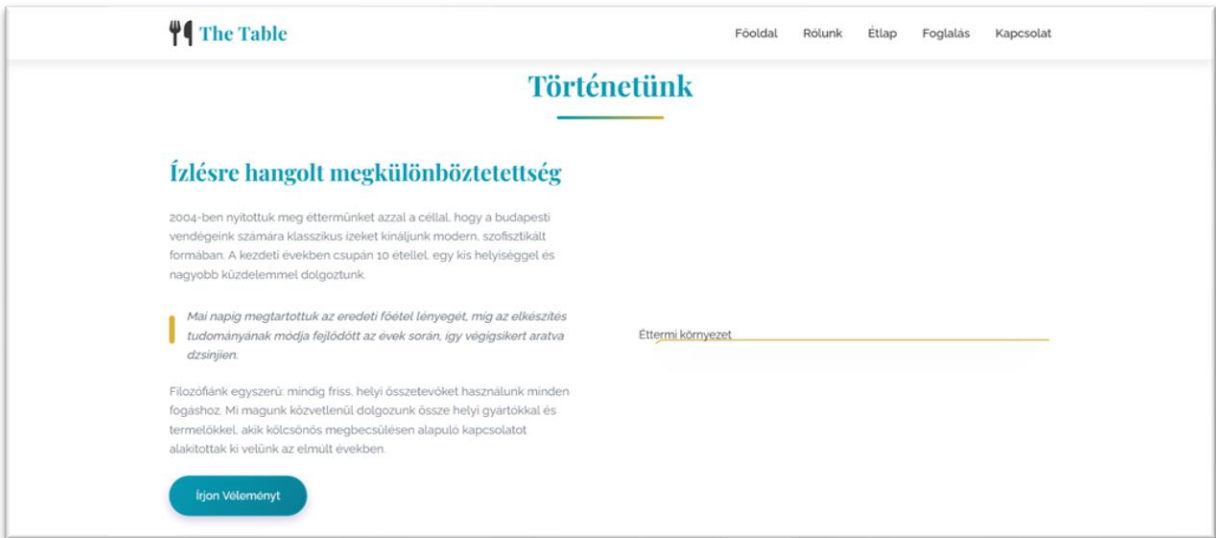 The Table
Főoldal Rólunk Étlap Foglalás Kapcsolat
Történetünk
Ízlésre hangolt megkülönböztetettség
2004-ben nyitottuk meg éttermünket azzal a céllal, hogy a budapesti
vendégeink számára klasszikus ízeket kínáljunk modern, szofisztikált
formában. A kezdeti években csupán 10 étellel, egy kis helyiséggel és
nagyobb küzdelemmel dolgoztunk.
Mai napig megtartottuk az eredeti főétel lényegét, míg az elkészítés
tudományának módja fejlődött az évek során, így végigsikert aratva
dzsinjien.
Filozófiánk egyszerű: mindig friss, helyi összetevőket használunk minden
fogáshoz. Mi magunk közvetlenül dolgozunk össze helyi gyártókkal és
termelőkkel, akik kölcsönös megbecsülésen alapuló kapcsolatot
alakítottak ki velünk az elmúlt években.
Írjon Véleményt
Éttermi környezet